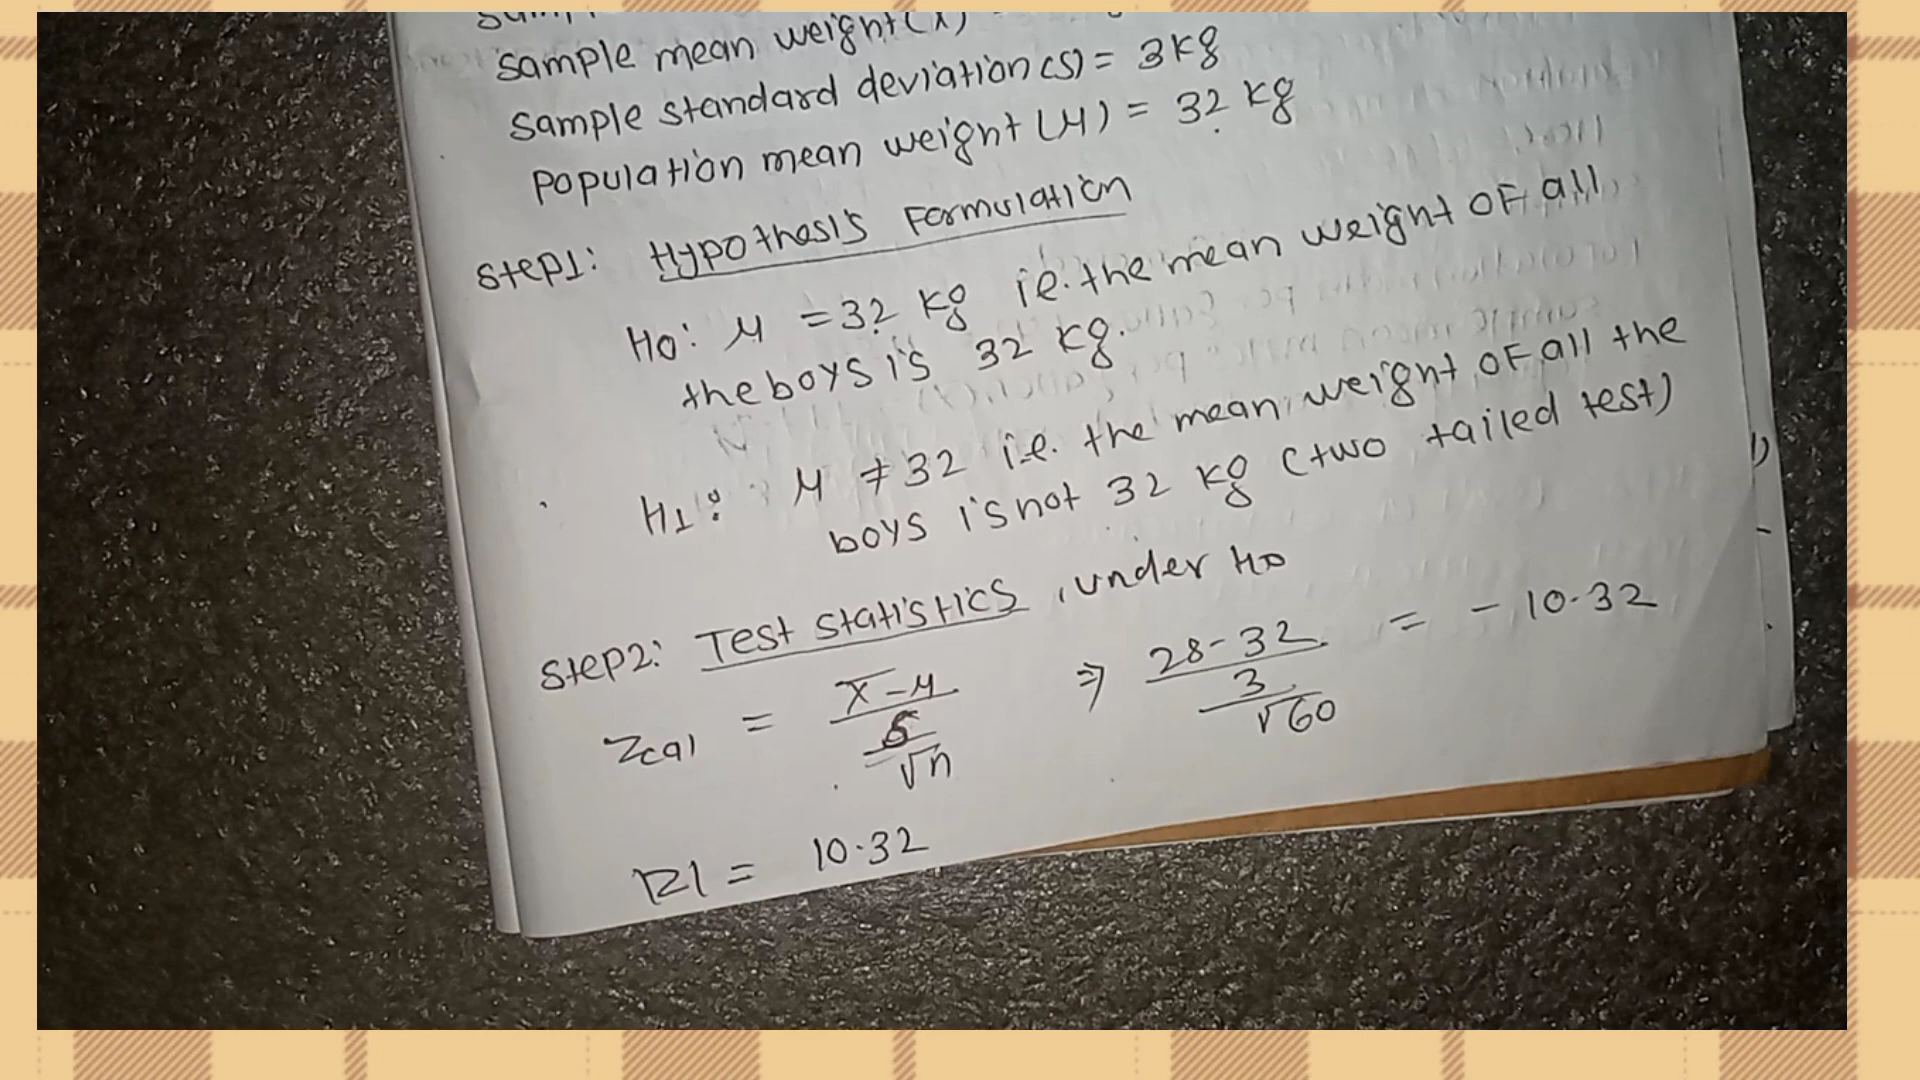 sample mean weight (x)
sample standard deviation (s) = 3 kg
population mean weight (μ) = 32 kg
Step1: Hypothesis Formulation
H0: μ = 32 kg i.e. the mean weight of all
the boys is 32 kg.
H1: μ ≠ 32 i.e. the mean weight of all the
boys is not 32 kg (two tailed test)
Step2: Test statistics, under H0
Zcal = x̄-μ / s/√n ⇒ 28-32 / 3/√60 = - 10.32
|Z| = 10.32